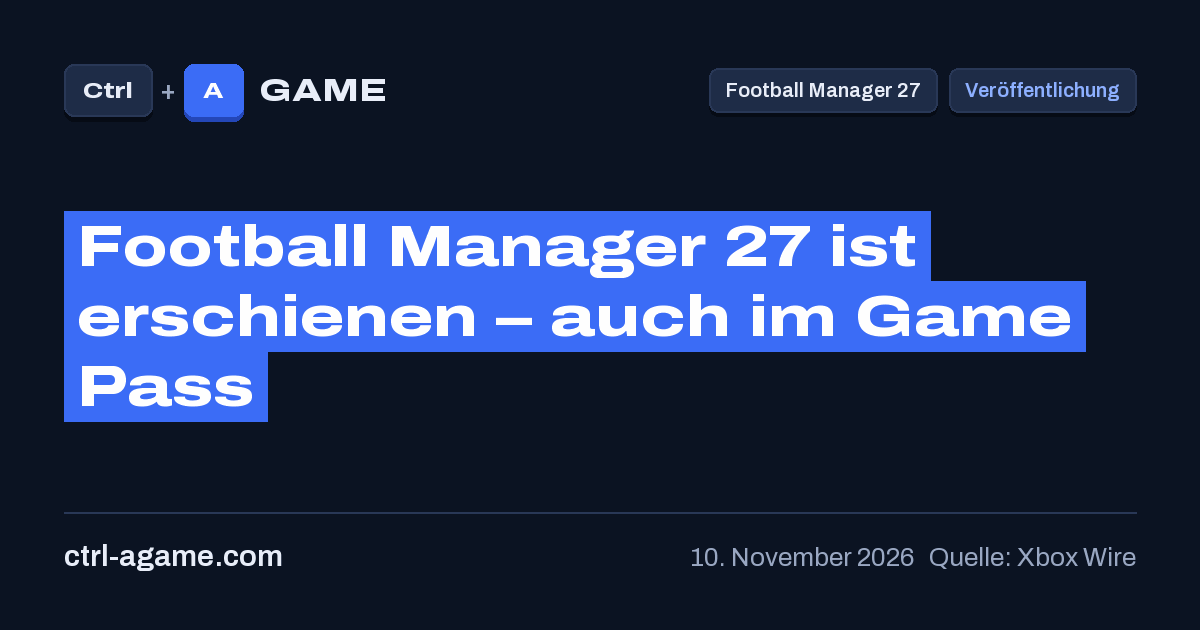 Ctrl + A GAME
Football Manager 27
Veröffentlichung
Football Manager 27 ist
erschienen – auch im Game
Pass
ctrl-agame.com
10. November 2026 Quelle: Xbox Wire